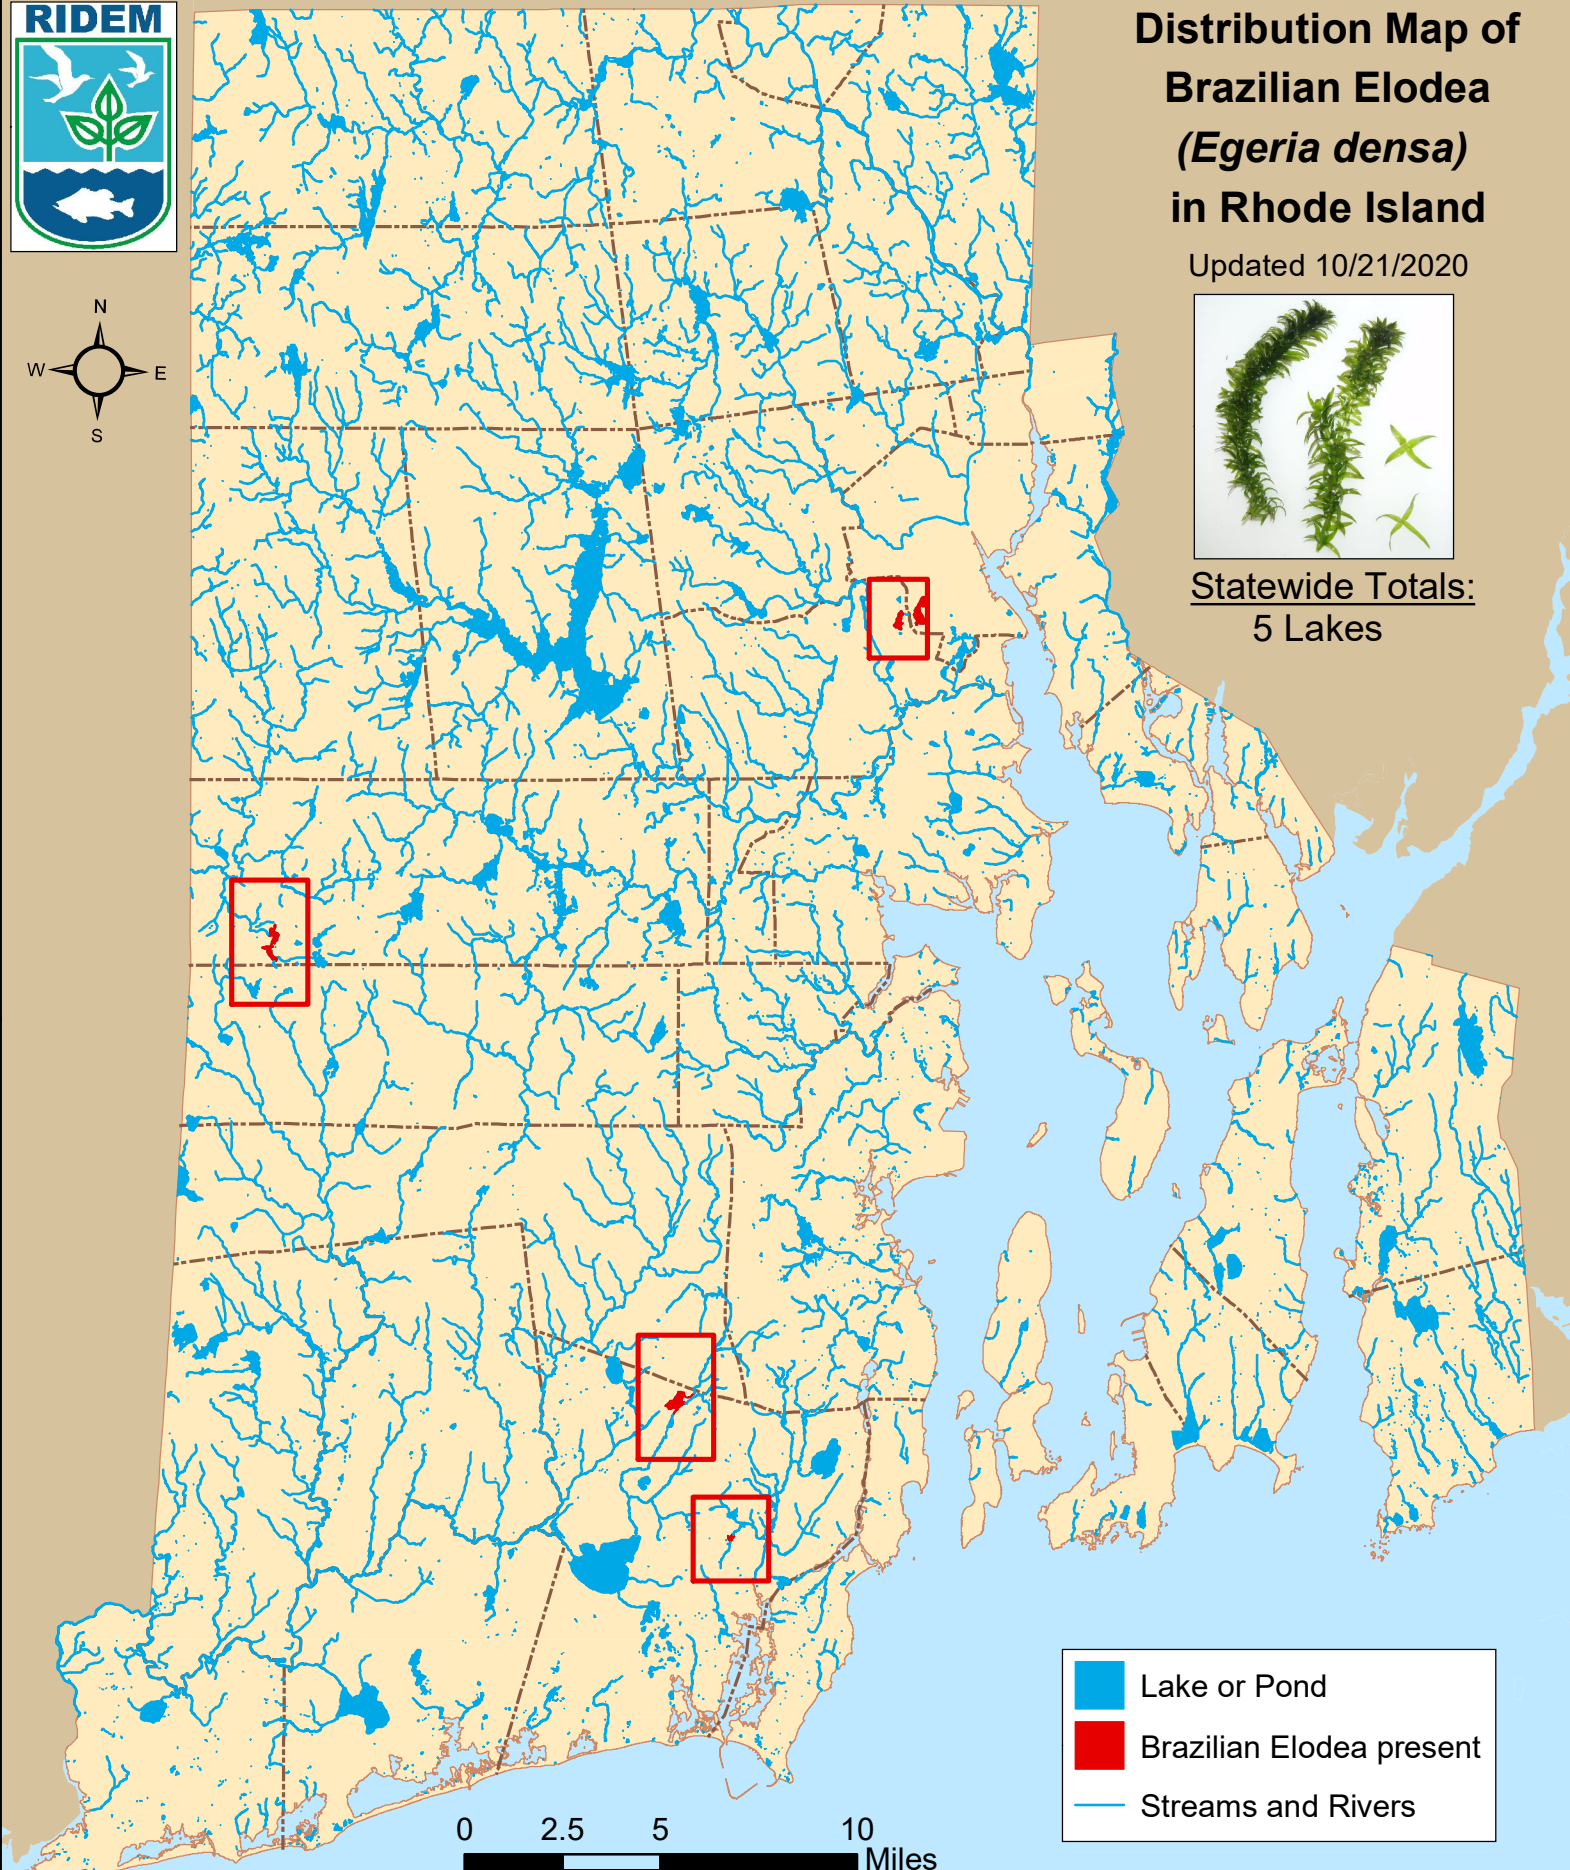 RIDEM
Distribution Map of
Brazilian Elodea
(Egeria densa)
in Rhode Island
Updated 10/21/2020
N
W
E
S
Statewide Totals:
5 Lakes
Lake or Pond
Brazilian Elodea present
Streams and Rivers
0 2.5 5 10
Miles